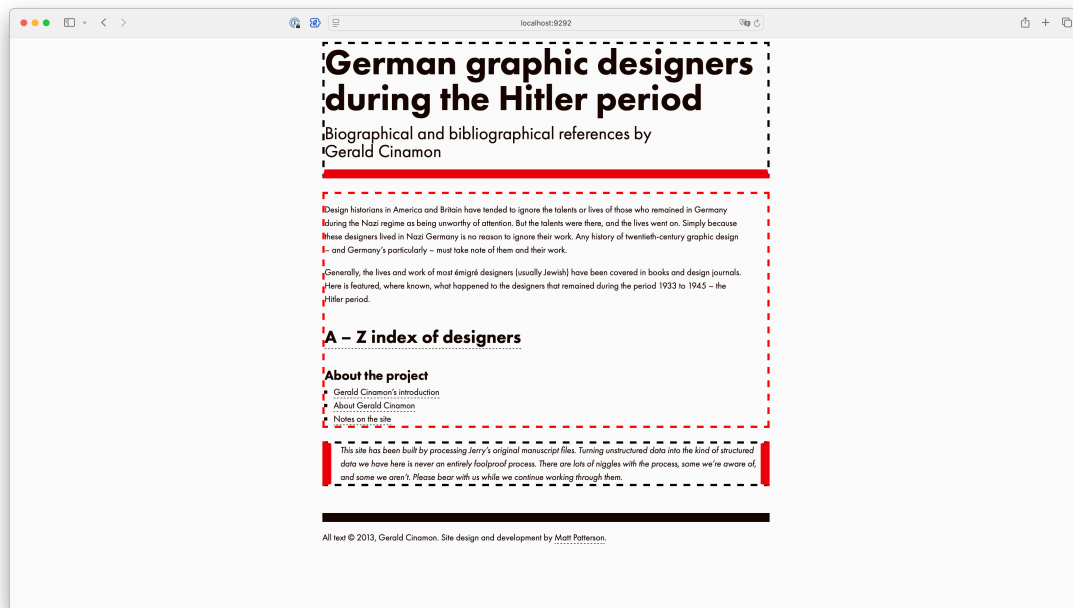 localhost:9292
German graphic designers
during the Hitler period
Biographical and bibliographical references by
Gerald Cinamon
Design historians in America and Britain have tended to ignore the talents or lives of those who remained in Germany
during the Nazi regime as being unworthy of attention. But the talents were there, and the lives went on. Simply because
these designers lived in Nazi Germany is no reason to ignore their work. Any history of twentieth-century graphic design
– and Germany’s particularly – must take note of them and their work.
Generally, the lives and work of most émigré designers (usually Jewish) have been covered in books and design journals.
Here is featured, where known, what happened to the designers that remained during the period 1933 to 1945 – the
Hitler period.
A – Z index of designers
About the project
Gerald Cinamon’s introduction
About Gerald Cinamon
Notes on the site
This site has been built by processing Jerry’s original manuscript files. Turning unstructured data into the kind of structured
data we have here is never an entirely foolproof process. There are lots of niggles with the process, some we’re aware of,
and some we aren’t. Please bear with us while we continue working through them.
All text © 2013, Gerald Cinamon. Site design and development by Matt Patterson.